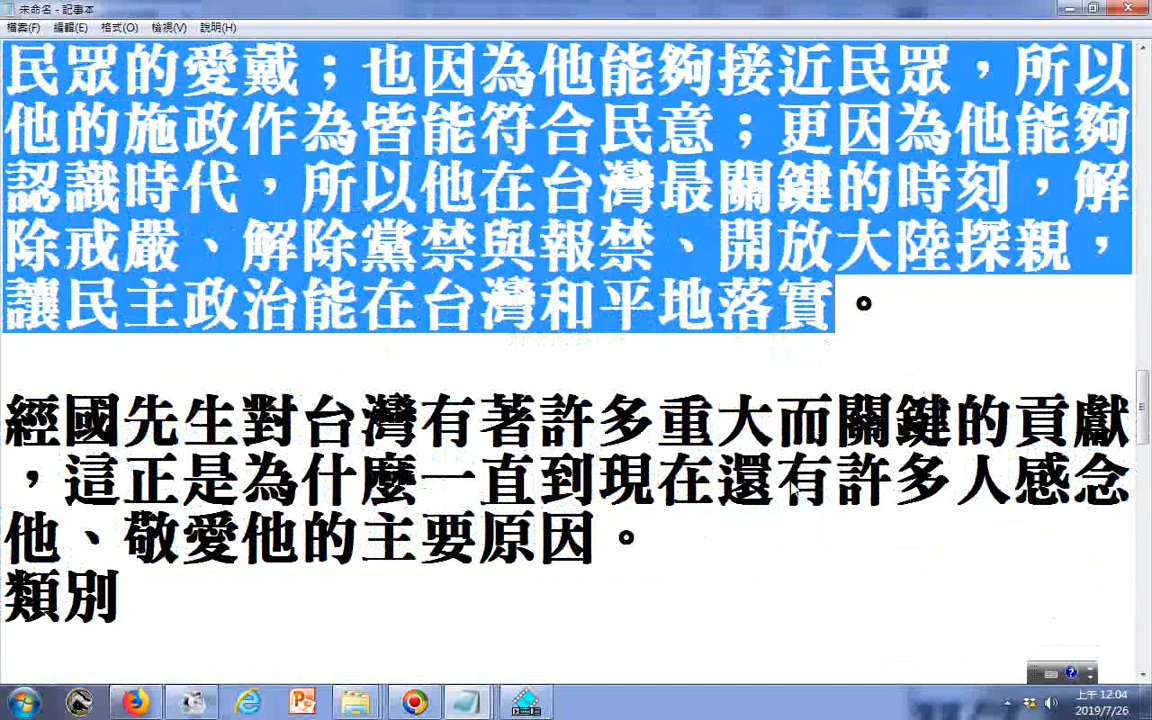 未命名 - 記事本
檔案(F) 編輯(E) 格式(O) 檢視(V) 說明(H)
民眾的愛戴；也因為他能夠接近民眾，所以
他的施政作為皆能符合民意；更因為他能夠
認識時代，所以他在台灣最關鍵的時刻，解
除戒嚴、解除黨禁與報禁、開放大陸探親，
讓民主政治能在台灣和平地落實。
經國先生對台灣有著許多重大而關鍵的貢獻
，這正是為什麼一直到現在還有許多人感念
他、敬愛他的主要原因。
類別
上午 12:04
2019/7/26